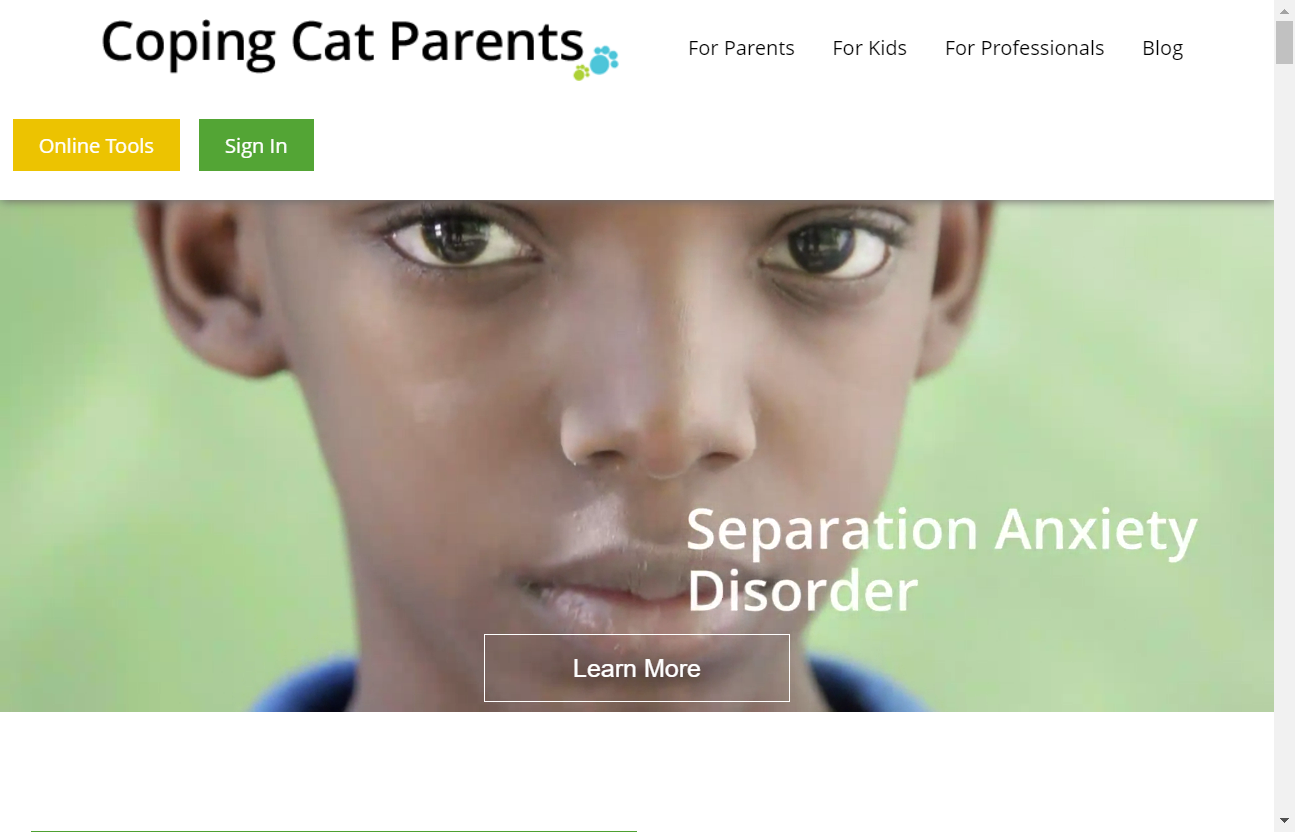 Coping Cat Parents
For Parents For Kids For Professionals Blog
Online Tools Sign In
Separation Anxiety
Disorder
Learn More